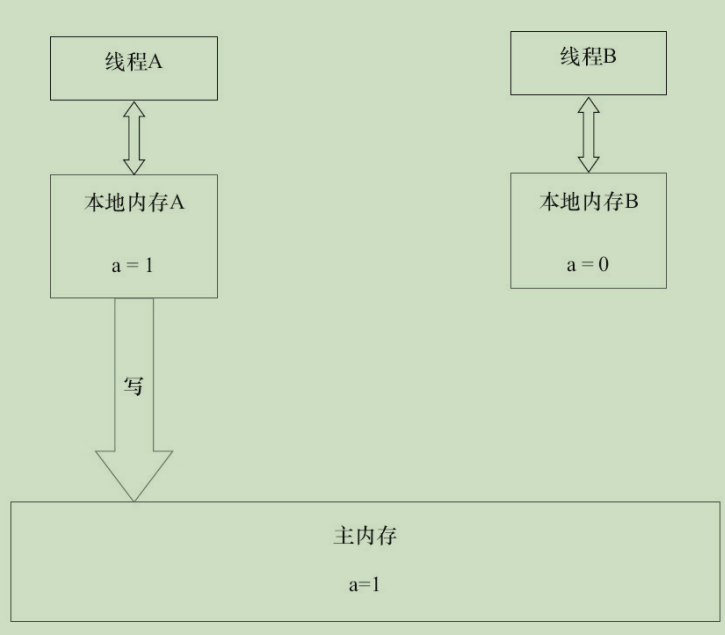 线程A
线程B
本地内存A
a = 1
本地内存B
a = 0
写
主内存
a=1